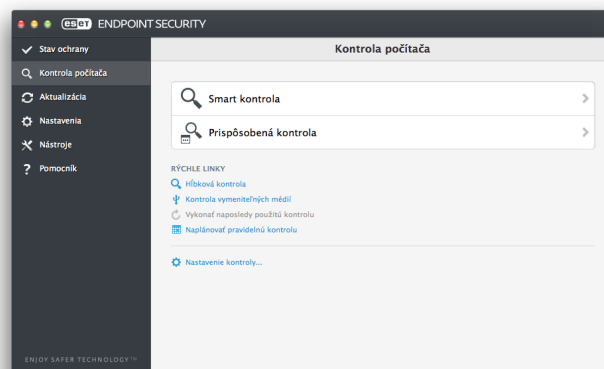 eset ENDPOINT SECURITY
Stav ochrany
Kontrola počítača
Aktualizácia
Nastavenia
Nástroje
Pomocník
ENJOY SAFER TECHNOLOGY™
Kontrola počítača
Smart kontrola
Prispôsobená kontrola
RÝCHLE LINKY
Hĺbková kontrola
Kontrola vymeniteľných médií
Vykonať naposledy použitú kontrolu
Naplánovať pravidelnú kontrolu
Nastavenie kontroly...